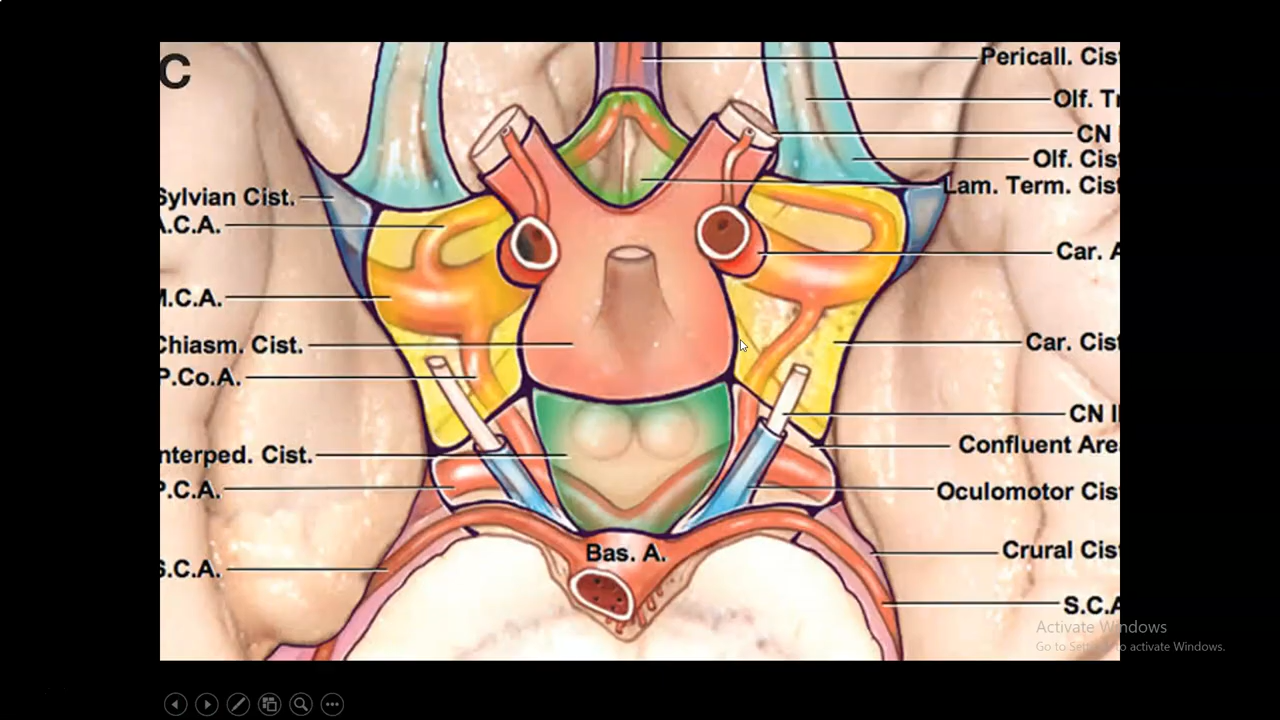 C
Pericall. Cis
Olf. T
CN
Olf. Cis
Lam. Term. Cis
Sylvian Cist.
A.C.A.
Car. A
M.C.A.
Chiasm. Cist.
Car. Cis
P.Co.A.
CN I
Confluent Are
nterped. Cist.
P.C.A.
Oculomotor Cis
Bas. A.
Crural Cis
S.C.A.
S.C.A
Activate Windows
Go to Settings to activate Windows.